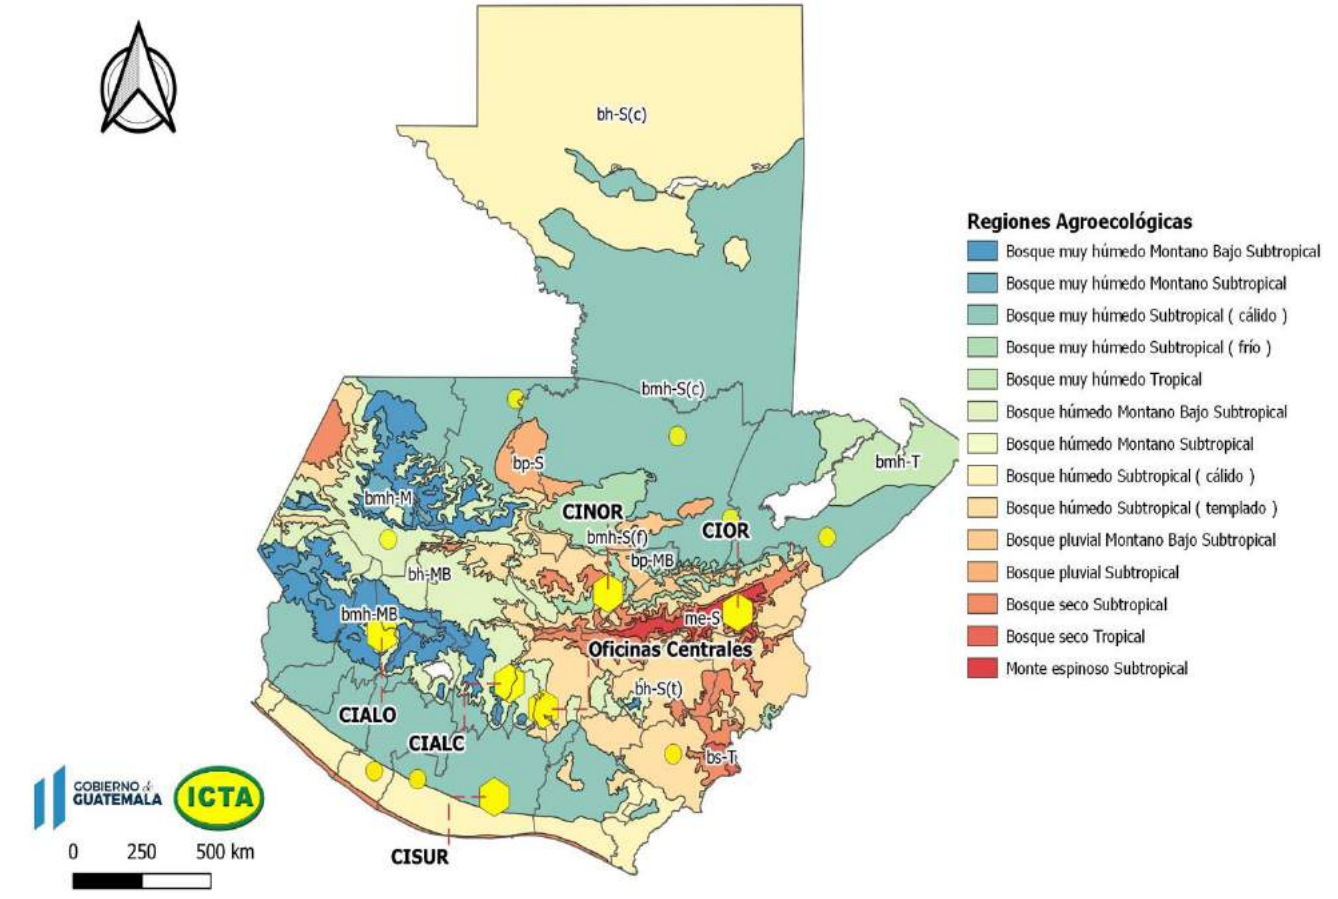 bh-S(c)
Regiones Agroecológicas
Bosque muy húmedo Montano Bajo Subtropical
Bosque muy húmedo Montano Subtropical
Bosque muy húmedo Subtropical ( cálido )
Bosque muy húmedo Subtropical ( frío )
Bosque muy húmedo Tropical
Bosque húmedo Montano Bajo Subtropical
Bosque húmedo Montano Subtropical
Bosque húmedo Subtropical ( cálido )
Bosque húmedo Subtropical ( templado )
Bosque pluvial Montano Bajo Subtropical
Bosque pluvial Subtropical
Bosque seco Subtropical
Bosque seco Tropical
Monte espinoso Subtropical
bmh-S(c)
bp-S
bmh-T
bmh-M
CINOR
CIOR
bmh-S(f)
bp-MB
bh-MB
bmh-MB
me-S
Oficinas Centrales
bh-S(t)
CIALO
CIALC
bs-T
GOBIERNO de
GUATEMALA
ICTA
0 250 500 km
CISUR